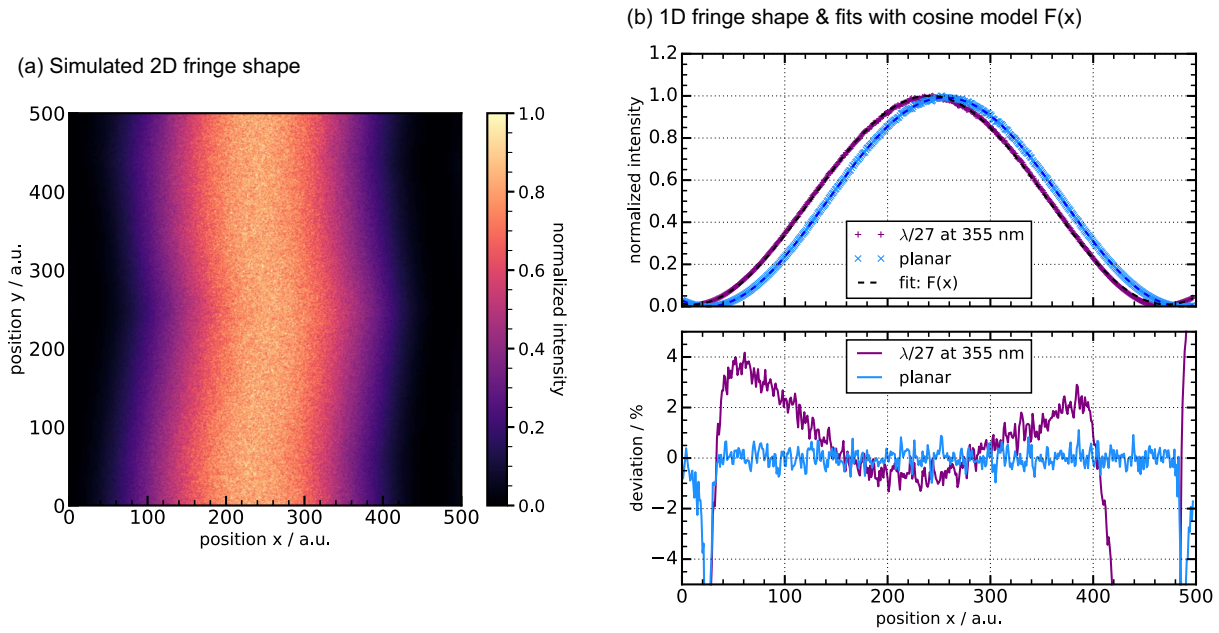 (a) Simulated 2D fringe shape
500
400
300
200
100
0
position y / a.u.
0 100 200 300 400 500
position x / a.u.
1.0
0.8
0.6
0.4
0.2
0.0
normalized intensity
(b) 1D fringe shape & fits with cosine model F(x)
1.2
1.0
0.8
0.6
0.4
0.2
0.0
normalized intensity
λ/27 at 355 nm
planar
fit: F(x)
4
2
0
−2
−4
deviation / %
λ/27 at 355 nm
planar
0 100 200 300 400 500
position x / a.u.